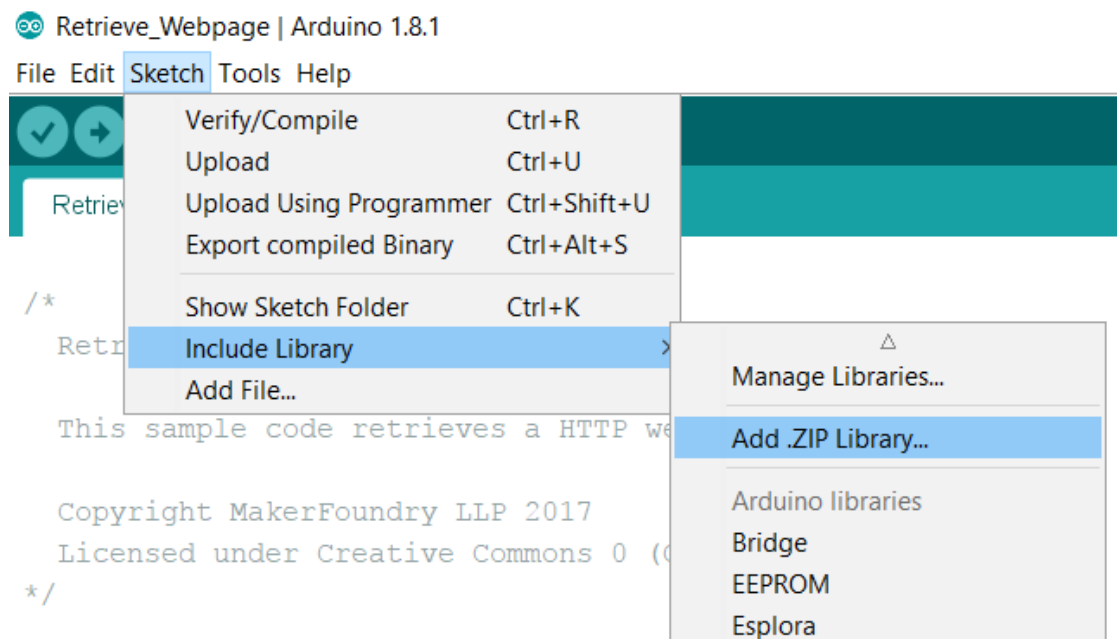 Retrieve_Webpage | Arduino 1.8.1
File Edit Sketch Tools Help
Verify/Compile Ctrl+R
Upload Ctrl+U
Upload Using Programmer Ctrl+Shift+U
Export compiled Binary Ctrl+Alt+S
Show Sketch Folder Ctrl+K
Include Library
Add File...
Manage Libraries...
Add .ZIP Library...
Arduino libraries
Bridge
EEPROM
Esplora
/*
This sample code retrieves a HTTP
Copyright MakerFoundry LLP 2017
Licensed under Creative Commons 0
*/